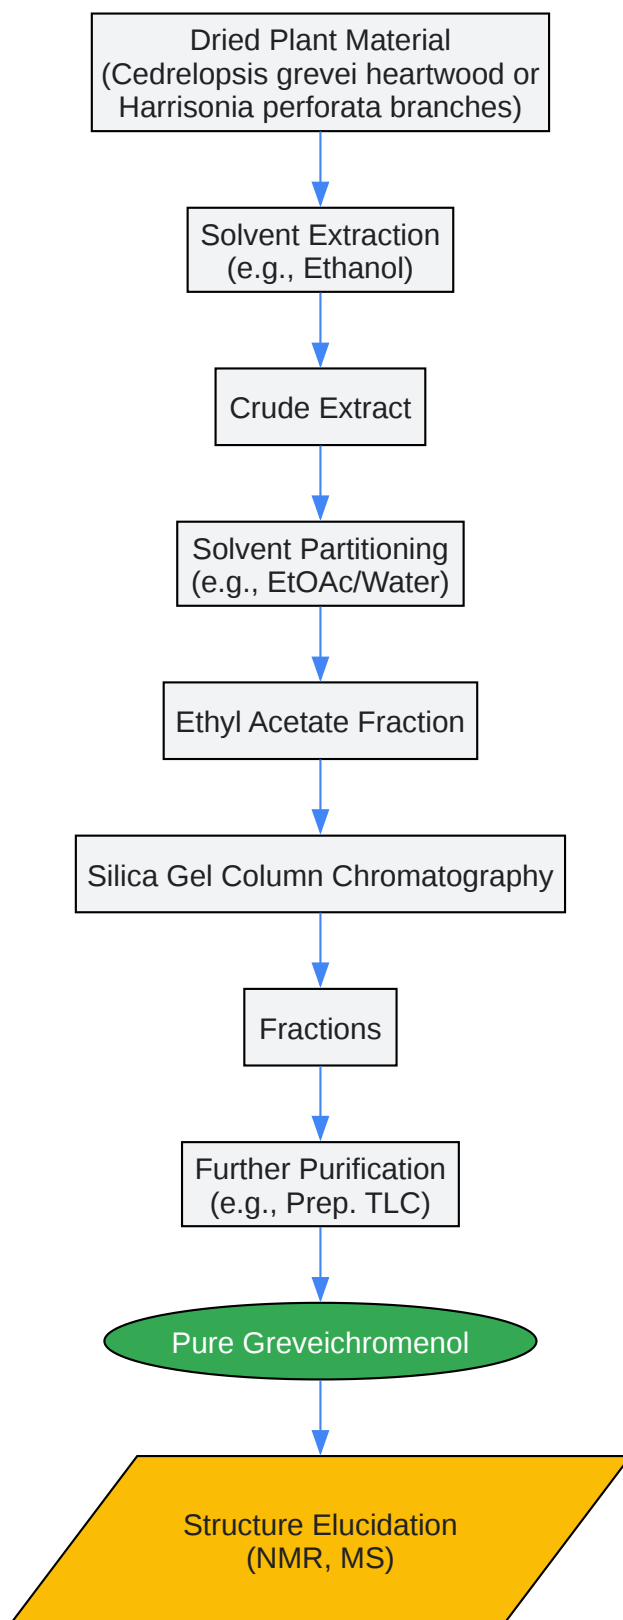 Dried Plant Material
(Cedrelopsis grevei heartwood or
Harrisonia perforata branches)
Solvent Extraction
(e.g., Ethanol)
Crude Extract
Solvent Partitioning
(e.g., EtOAc/Water)
Ethyl Acetate Fraction
Silica Gel Column Chromatography
Fractions
Further Purification
(e.g., Prep. TLC)
Pure Greveichromenol
Structure Elucidation
(NMR, MS)